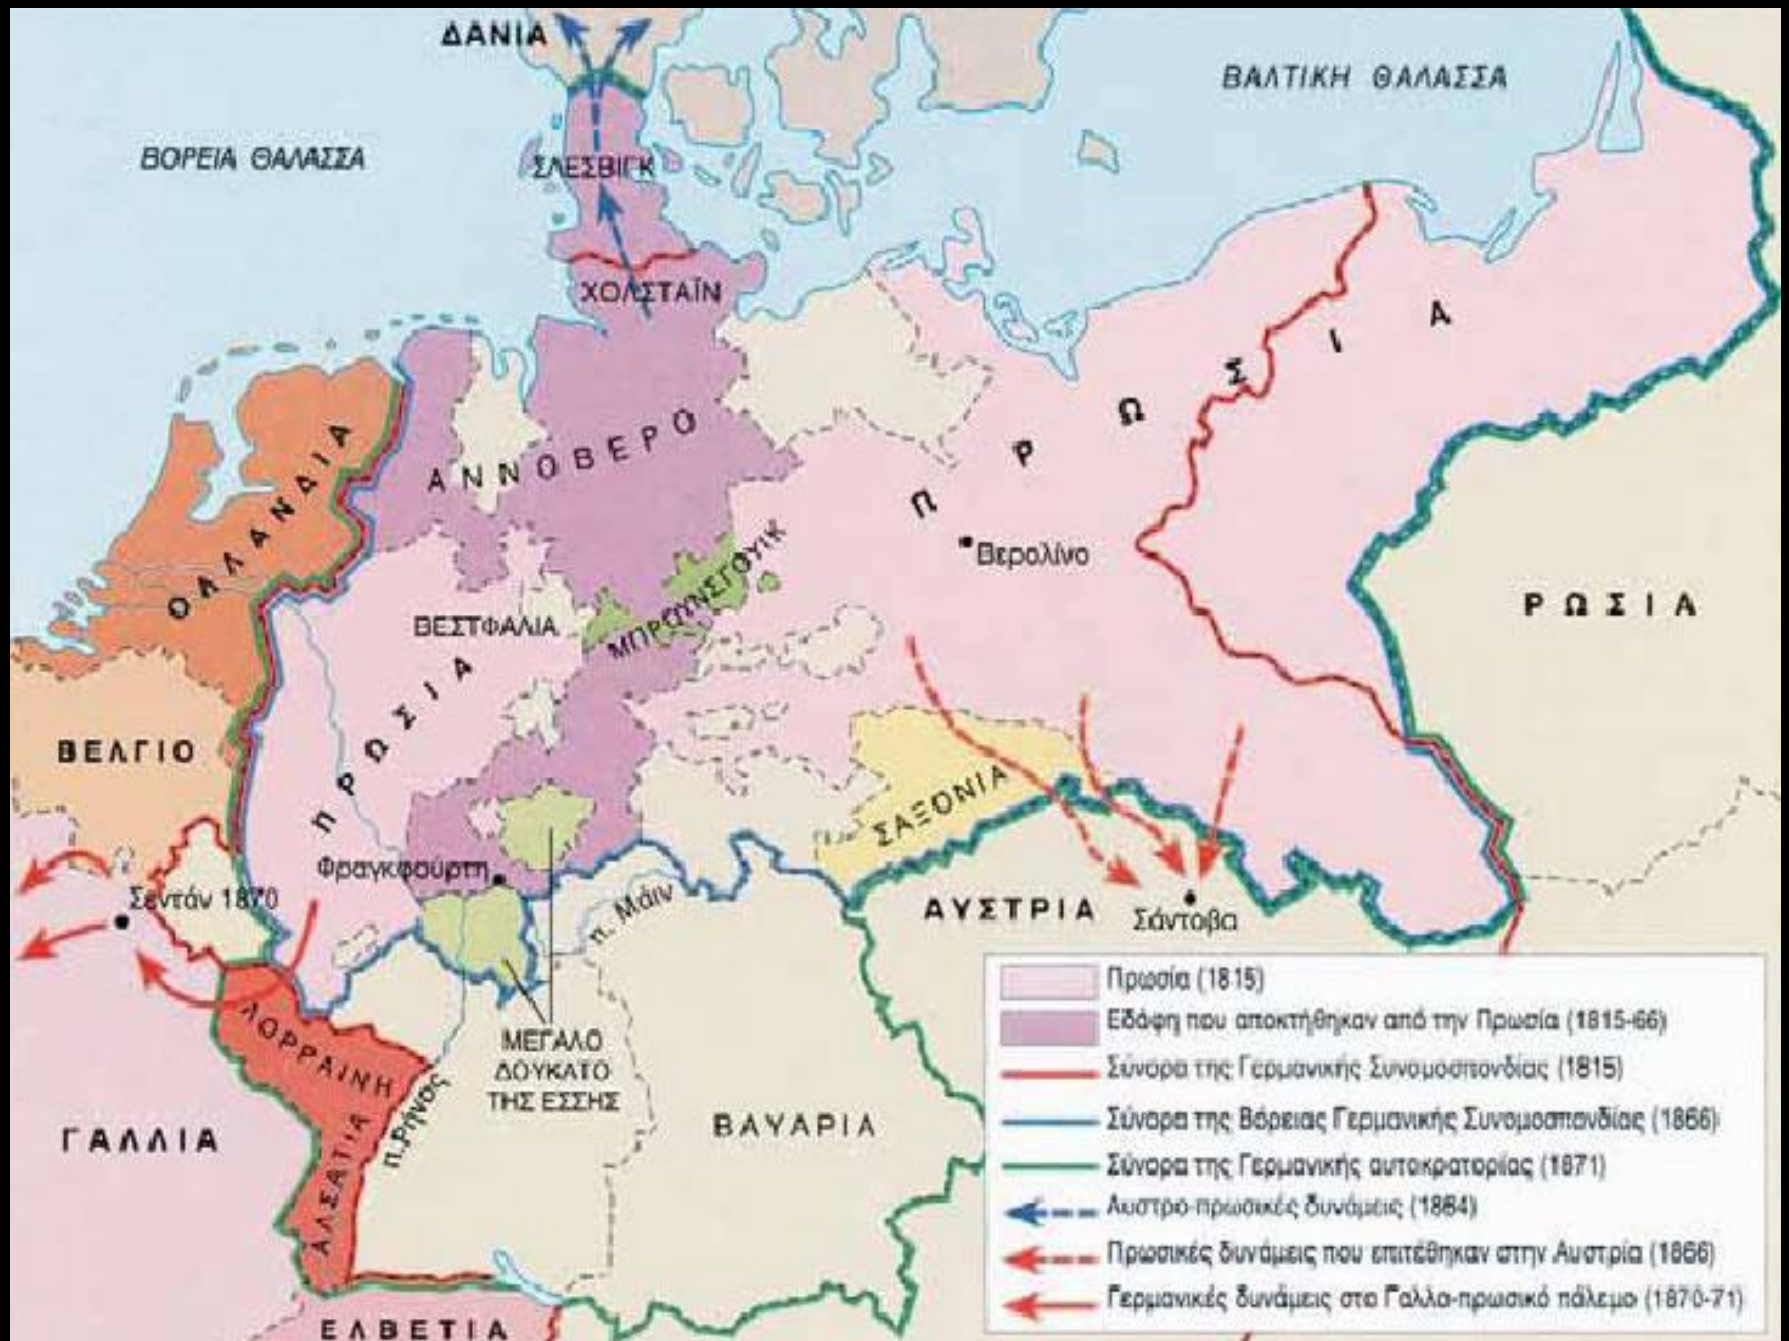 ΔΑΝΙΑ
ΒΑΛΤΙΚΗ ΘΑΛΑΣΣΑ
ΒΟΡΕΙΑ ΘΑΛΑΣΣΑ
ΣΛΕΣΒΙΓΚ
ΧΟΛΣΤΑΪΝ
ΠΡΩΣΙΑ
ΑΝΝΟΒΕΡΟ
ΟΛΛΑΝΔΙΑ
Βερολίνο
ΜΠΡΟΥΝΣΓΟΥΙΚ
ΒΕΣΤΦΑΛΙΑ
ΡΩΣΙΑ
ΠΡΩΣΙΑ
ΒΕΛΓΙΟ
ΣΑΞΟΝΙΑ
Φραγκφούρτη
Σεντάν 1870
π. Μάιν
ΑΥΣΤΡΙΑ
Σάντοβα
ΛΟΡΡΑΙΝΗ
ΜΕΓΑΛΟ
ΔΟΥΚΑΤΟ
ΤΗΣ ΕΣΣΗΣ
π.Ρήνος
ΓΑΛΛΙΑ
ΑΛΣΑΤΙΑ
ΒΑΥΑΡΙΑ
ΕΛΒΕΤΙΑ
Πρωσία (1815)
Εδάφη που αποκτήθηκαν από την Πρωσία (1815-66)
Σύνορα της Γερμανικής Συνομοσπονδίας (1815)
Σύνορα της Βόρειας Γερμανικής Συνομοσπονδίας (1866)
Σύνορα της Γερμανικής αυτοκρατορίας (1871)
Αυστρο-πρωσικές δυνάμεις (1864)
Πρωσικές δυνάμεις που επιτέθηκαν στην Αυστρία (1866)
Γερμανικές δυνάμεις στο Γαλλο-πρωσικό πόλεμο (1870-71)